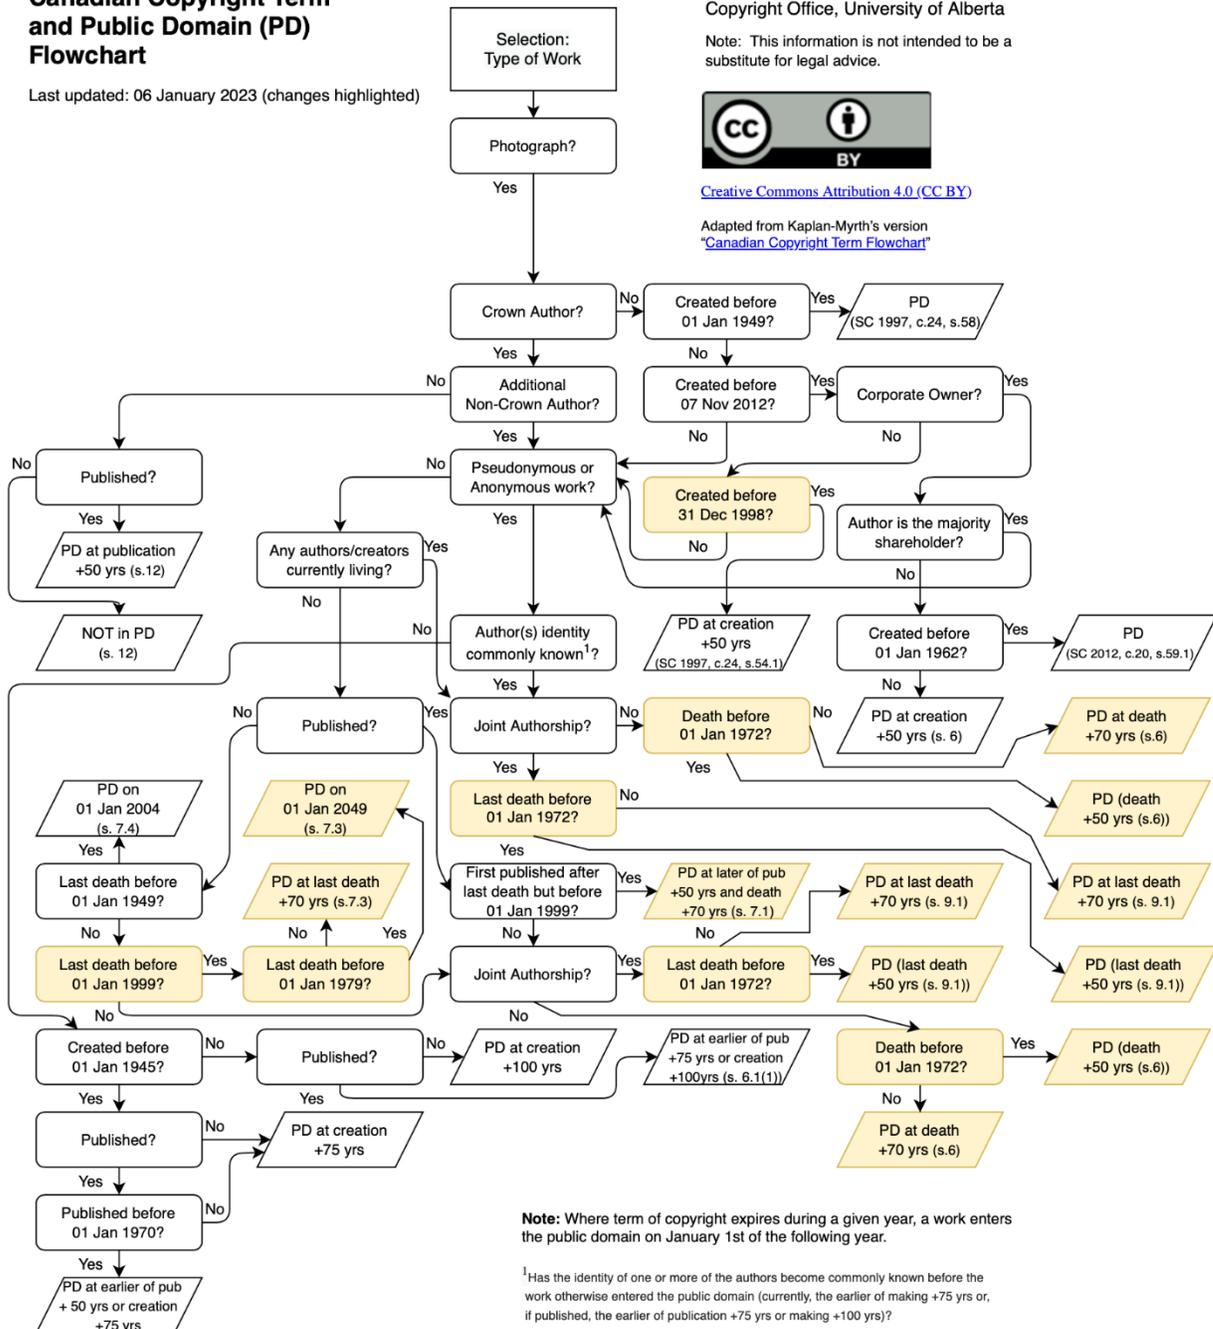 Canadian Copyright Term
and Public Domain (PD)
Flowchart
Last updated: 06 January 2023 (changes highlighted)
Copyright Office, University of Alberta
Note: This information is not intended to be a
substitute for legal advice.
CC
BY
Creative Commons Attribution 4.0 (CC BY)
Adapted from Kaplan-Myrth's version
“Canadian Copyright Term Flowchart”
Selection:
Type of Work
Photograph?
Yes
Crown Author?
No
Created before
01 Jan 1949?
Yes
PD
(SC 1997, c.24, s.58)
Yes
No
No
Additional
Non-Crown Author?
Created before
07 Nov 2012?
Yes
Corporate Owner?
Yes
Yes
No
No
No
Published?
No
Pseudonymous or
Anonymous work?
Created before
31 Dec 1998?
Yes
Author is the majority
shareholder?
Yes
Yes
Yes
No
No
PD at publication
+50 yrs (s.12)
Any authors/creators
currently living?
Yes
No
NOT in PD
(s. 12)
No
Author(s) identity
commonly known1?
PD at creation
+50 yrs
(SC 1997, c.24, s.54.1)
Created before
01 Jan 1962?
Yes
PD
(SC 2012, c.20, s.59.1)
Yes
No
No
Published?
Yes
Joint Authorship?
No
Death before
01 Jan 1972?
No
PD at creation
+50 yrs (s. 6)
PD at death
+70 yrs (s.6)
Yes
Yes
PD on
01 Jan 2004
(s. 7.4)
PD on
01 Jan 2049
(s. 7.3)
Last death before
01 Jan 1972?
No
PD (death
+50 yrs (s.6))
Yes
Yes
Last death before
01 Jan 1949?
PD at last death
+70 yrs (s.7.3)
First published after
last death but before
01 Jan 1999?
Yes
PD at later of pub
+50 yrs and death
+70 yrs (s. 7.1)
PD at last death
+70 yrs (s. 9.1)
PD at last death
+70 yrs (s. 9.1)
No
No
Yes
No
No
Last death before
01 Jan 1999?
Yes
Last death before
01 Jan 1979?
Joint Authorship?
Yes
Last death before
01 Jan 1972?
Yes
PD (last death
+50 yrs (s. 9.1))
PD (last death
+50 yrs (s. 9.1))
No
No
Created before
01 Jan 1945?
No
Published?
No
PD at creation
+100 yrs
PD at earlier of pub
+75 yrs or creation
+100yrs (s. 6.1(1))
Death before
01 Jan 1972?
Yes
PD (death
+50 yrs (s.6))
Yes
Yes
No
Published?
No
PD at creation
+75 yrs
PD at death
+70 yrs (s.6)
Yes
Published before
01 Jan 1970?
No
Yes
PD at earlier of pub
+ 50 yrs or creation
+75 yrs
Note: Where term of copyright expires during a given year, a work enters
the public domain on January 1st of the following year.
1Has the identity of one or more of the authors become commonly known before the
work otherwise entered the public domain (currently, the earlier of making +75 yrs or,
if published, the earlier of publication +75 yrs or making +100 yrs)?